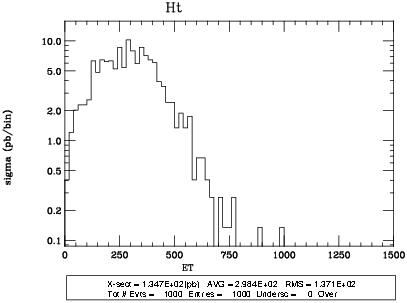 Ht
10.0
5.0
2.0
1.0
0.5
0.2
0.1
sigma (pb/bin)
0 250 500 750 1000 1250 1500
ET
X-sect = 1.347E+02(pb) AVG = 2.984E+02 RMS = 1.371E+02
Tot # Evts = 1000 Entries = 1000 Undersc = 0 Over